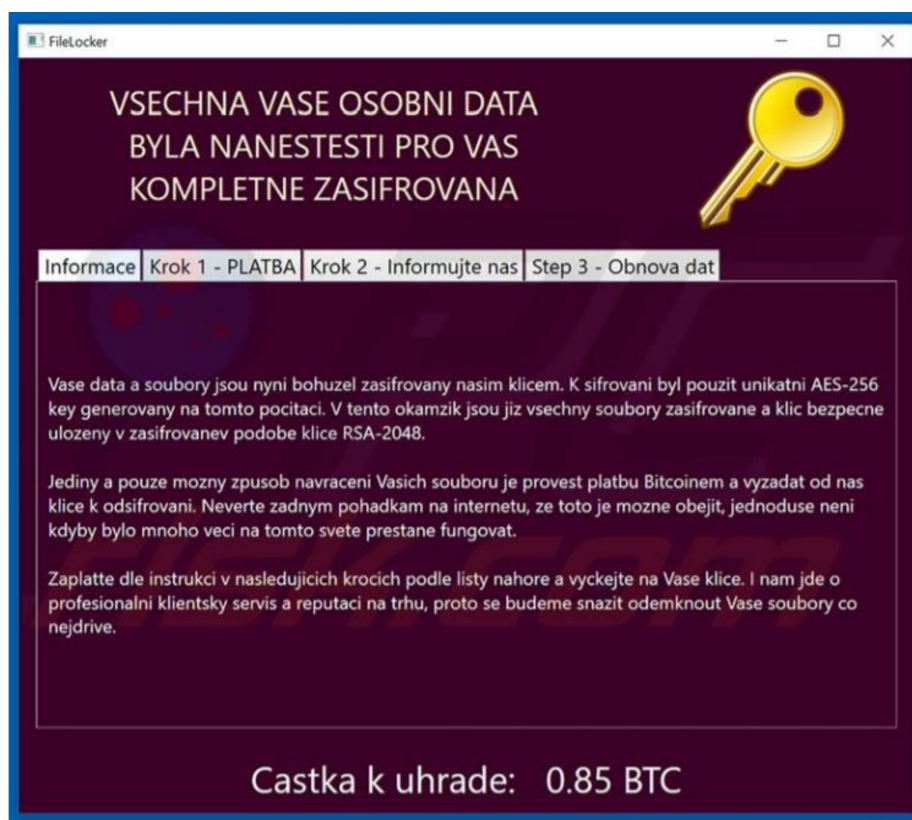 FileLocker
VSECHNA VASE OSOBNI DATA
BYLA NANESTESTI PRO VAS
KOMPLETNE ZASIFROVANA
Informace Krok 1 - PLATBA Krok 2 - Informujte nas Step 3 - Obnova dat
Vase data a soubory jsou nyni bohuzel zasifrovany nasim klicem. K sifrovani byl pouzit unikatni AES-256
key generovany na tomto pocitaci. V tento okamzik jsou jiz vsechny soubory zasifrovane a klic bezpecne
ulozeny v zasifrovanev podobe klice RSA-2048.
Jediny a pouze mozny zpusob navraceni Vasich souboru je provest platbu Bitcoinem a vyzadat od nas
klice k odsifrovani. Neverte zadnym pohadkam na internetu, ze toto je mozne obejit, jednoduse neni
kdyby bylo mnoho veci na tomto svete prestane fungovat.
Zaplatte dle instrukci v nasledujicich krocich podle listy nahore a vyckejte na Vase klice. I nam jde o
profesionalni klientsky servis a reputaci na trhu, proto se budeme snazit odemknout Vase soubory co
nejdrive.
risk.com
Castka k uhrade: 0.85 BTC